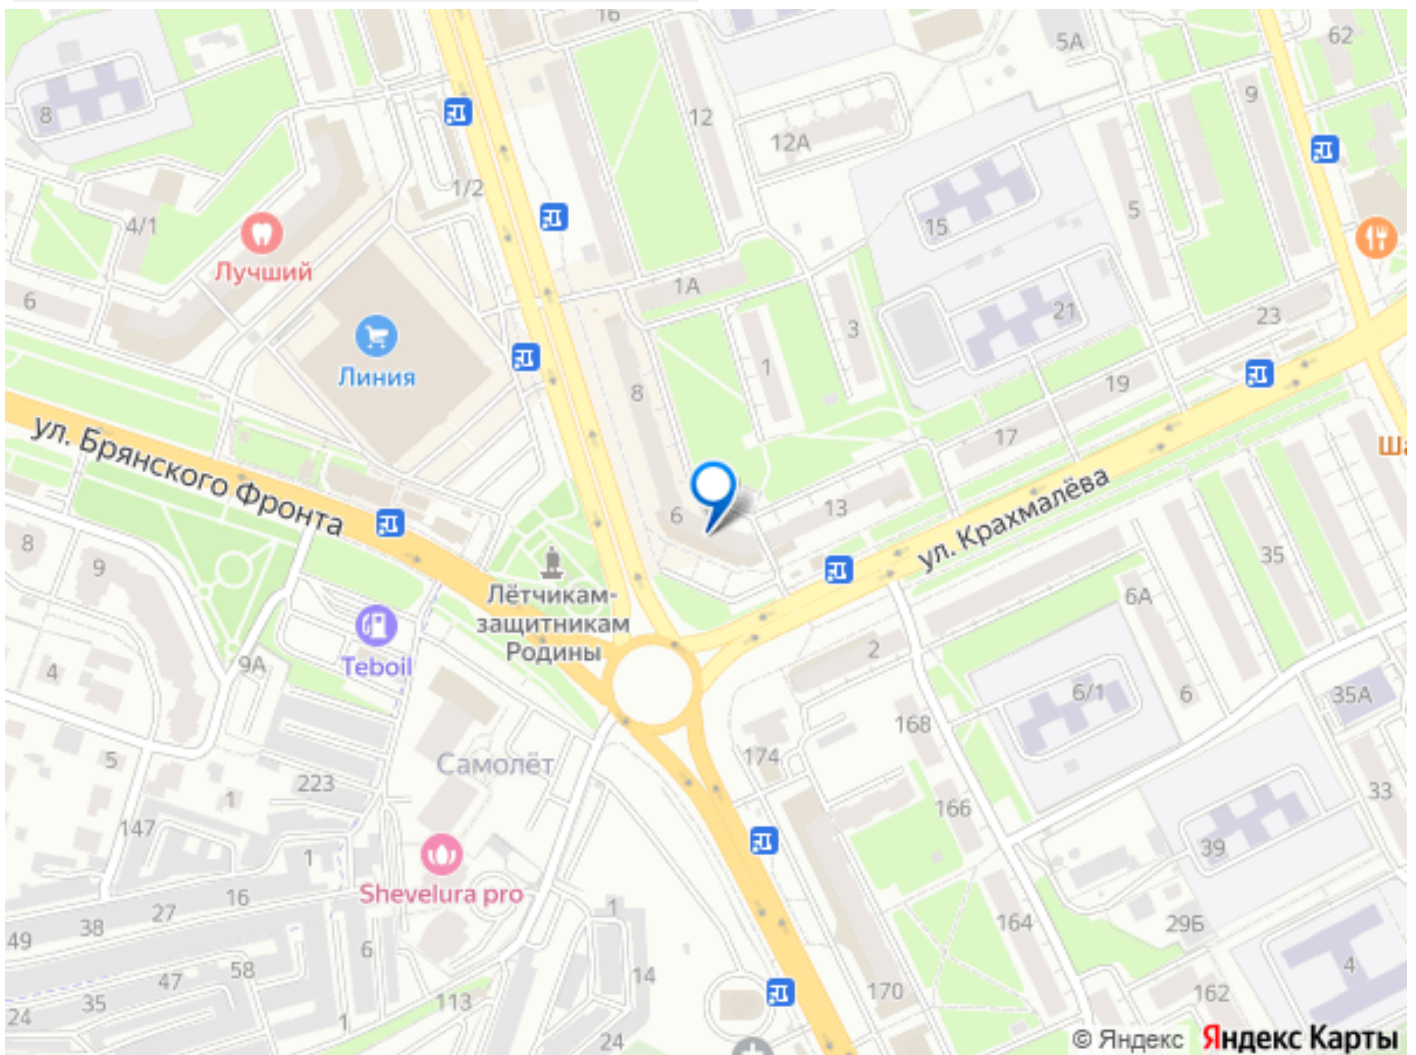 16
5А
62
8
12
9
12А
1/2
4/1
15
5
Лучший
6
1А
21
23
3
Линия
1
19
8
17
Ша
ул. Брянского Фронта
6
13
ул. Крахмалёва
8
9
35
Лётчикам-
защитникам
Родины
6А
Teboil
9А
4
2
6/1
6
35А
168
5
Самолёт
174
223
1
166
33
147
1
39
Shevelura pro
16
27
38
49
6
1
164
29Б
58
47
14
4
35
24
113
1
170
162
24
© Яндекс Яндекс Карты